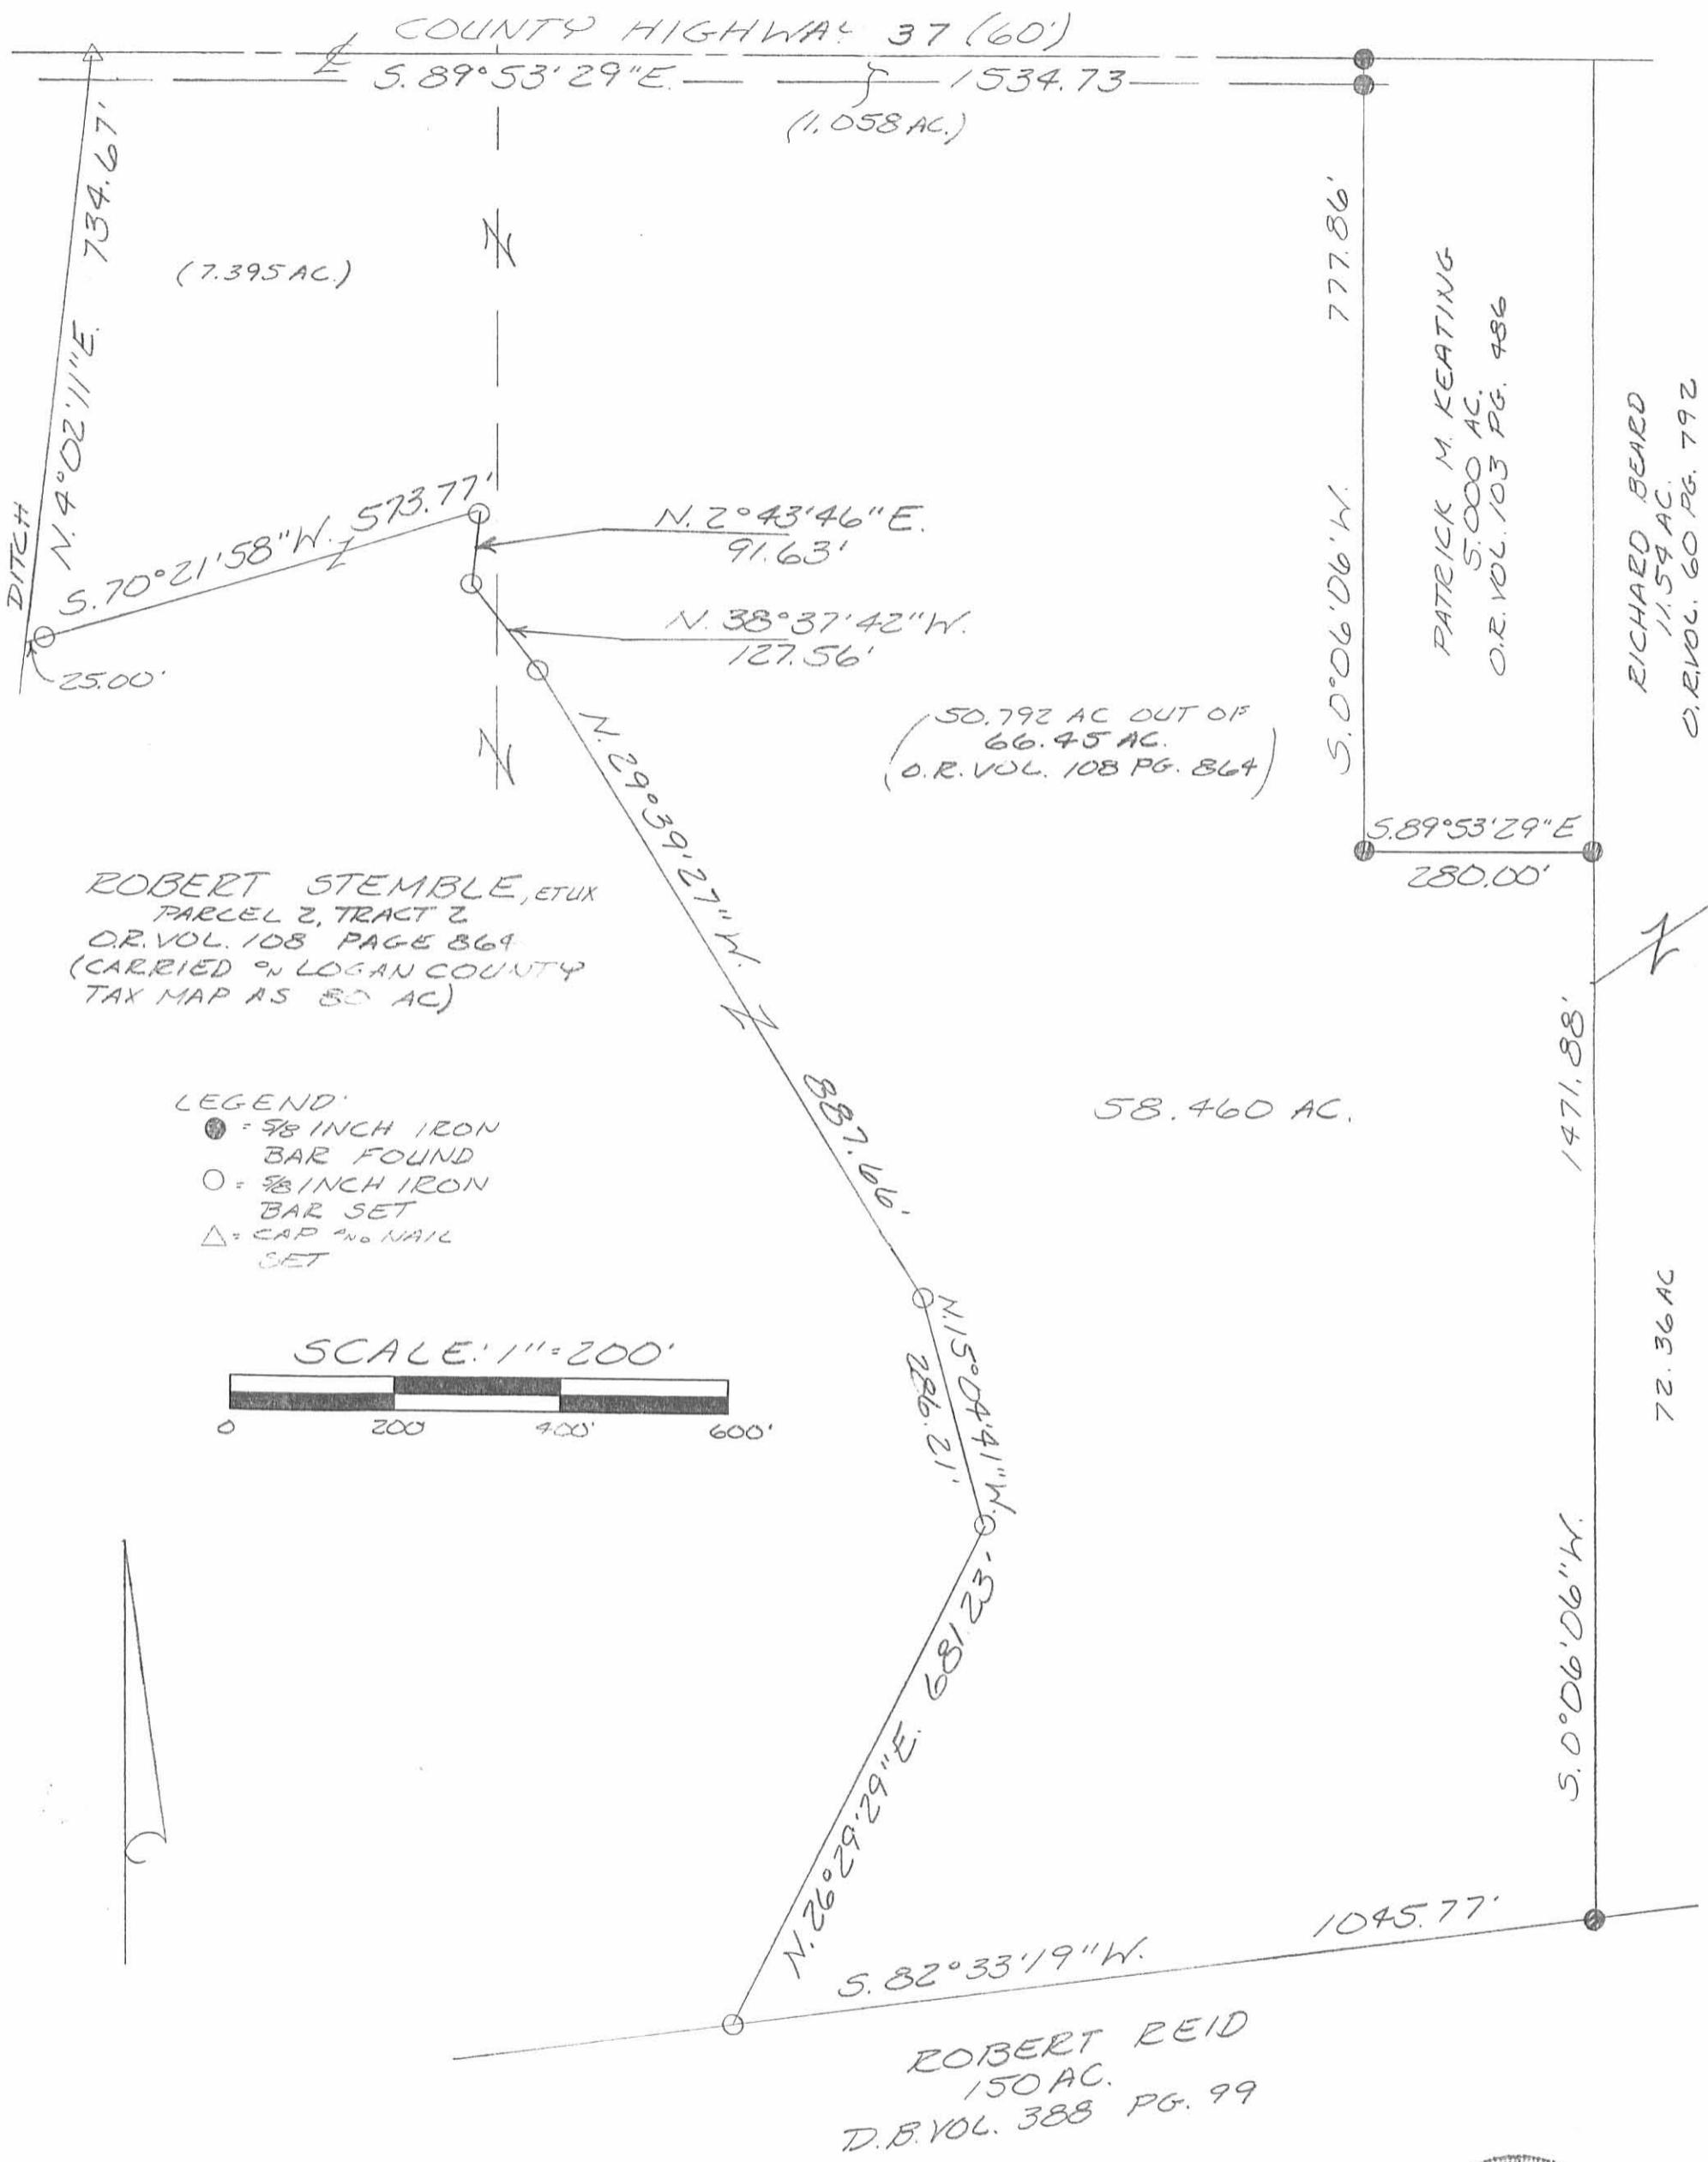 COUNTY HIGHWAY 37 (60')
S. 89°53'29"E. 1534.73
(1.058 AC.)
N. 4°02'11"E. 734.67'
(7.395 AC.)
DITCH
S. 70°21'58"W. 573.77'
25.00'
N. 2°43'46"E.
91.63'
N. 38°37'42"W.
127.56'
S. 0°06'06"W. 777.86'
PATRICK M. KEATING
5.000 AC.
O.R. VOL. 103 PG. 486
RICHARD BEARD
11.54 AC.
O.R. VOL. 60 PG. 792
(50.792 AC OUT OF
66.45 AC.
O.R. VOL. 108 PG. 864)
S. 89°53'29"E
280.00'
N. 29°39'27"W. 887.66'
ROBERT STEMBLE, ETUX
PARCEL 2, TRACT 2
O.R. VOL. 108 PAGE 864
(CARRIED ON LOGAN COUNTY
TAX MAP AS 80 AC)
58.460 AC.
LEGEND:
= 5/8 INCH IRON
BAR FOUND
= 5/8 INCH IRON
BAR SET
= CAP AND NAIL
SET
SCALE: 1"=200'
0 200' 400' 600'
N. 15°04'41"W.
286.21'
N. 26°29'29"E. 681.23'
S. 0°06'06"W. 1471.88'
72.36 AC
S. 82°33'19"W. 1045.77'
ROBERT REID
150 AC.
D.B. VOL. 388 PG. 99